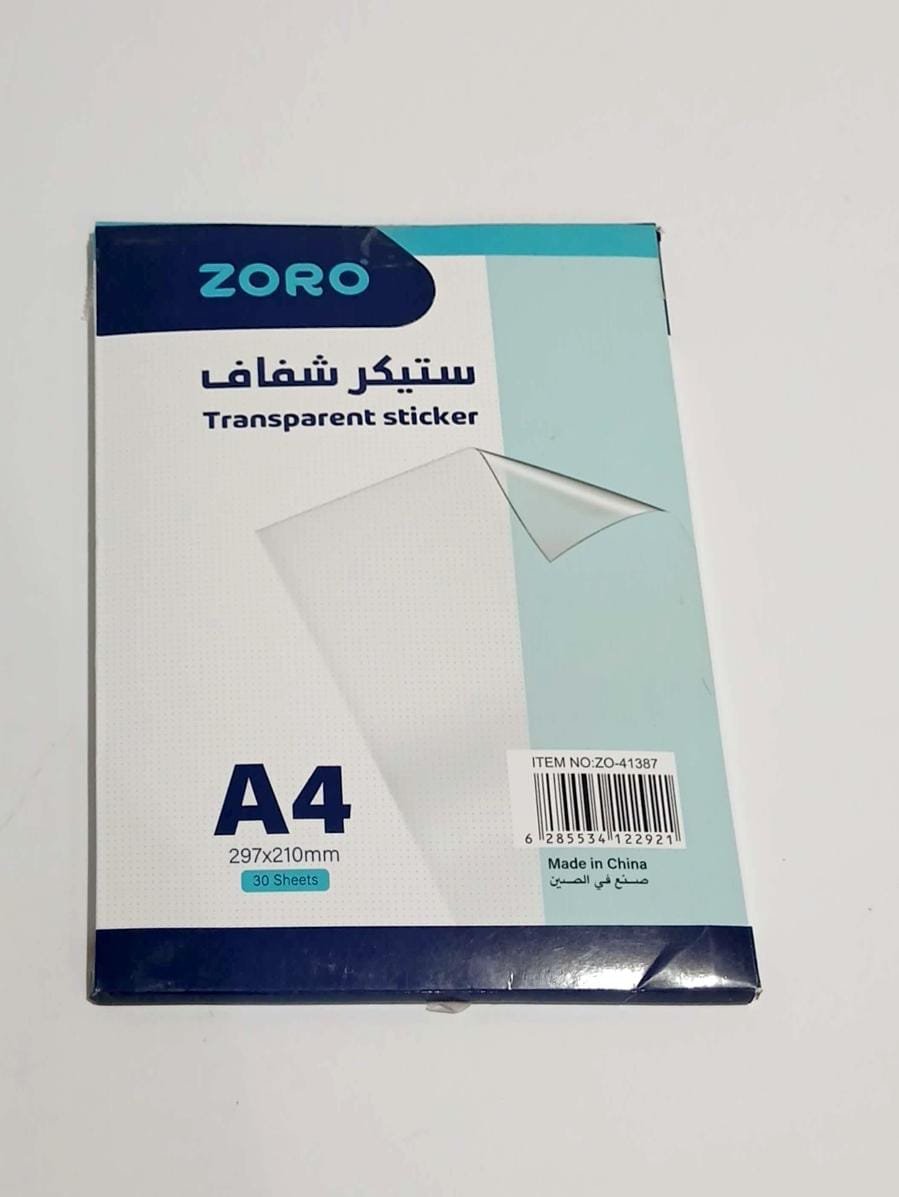 ZORO
ستيكر شفاف
Transparent sticker
A4
297x210mm
30 Sheets
ITEM NO:ZO-41387
6 285534 122921
Made in China
صنع في الصين